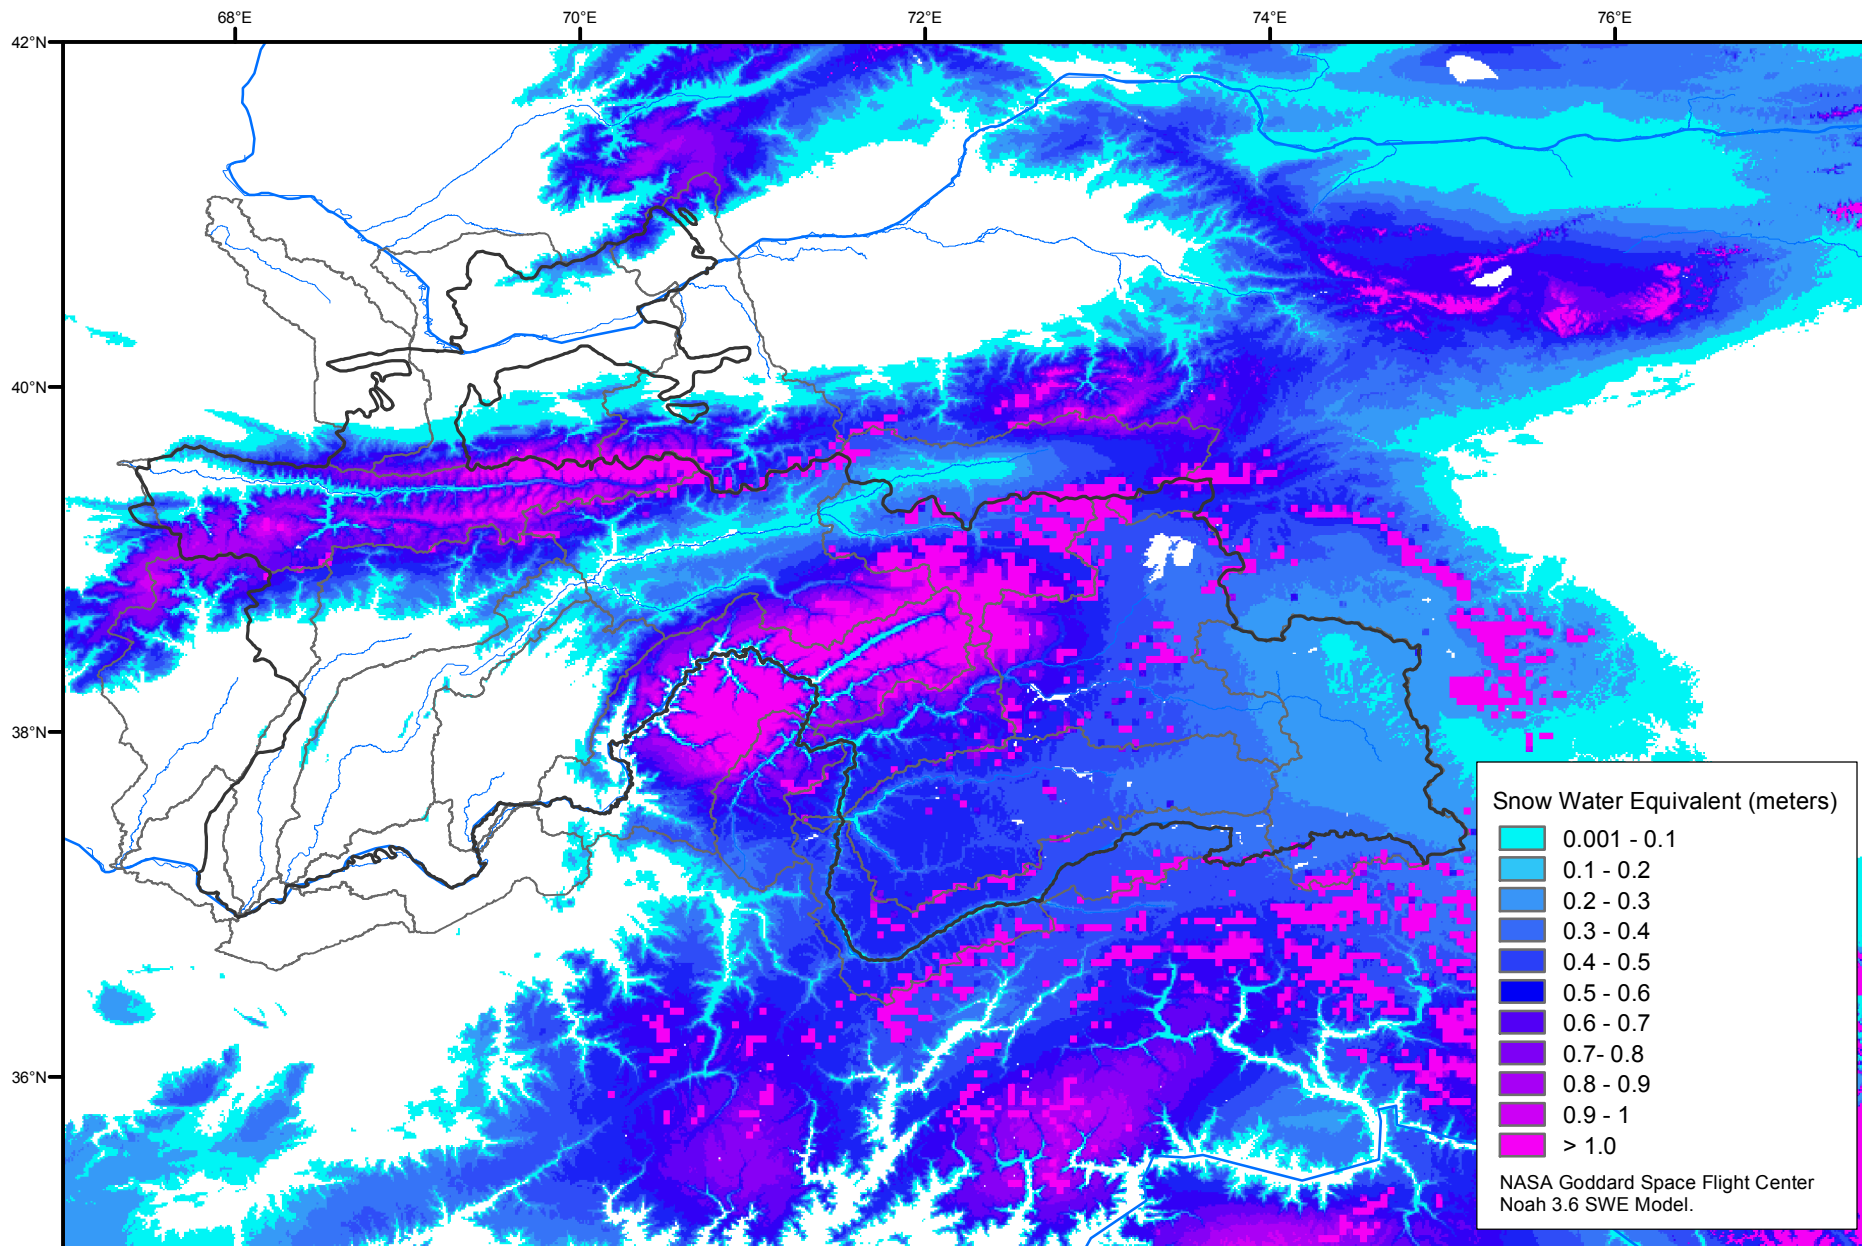 68°E 70°E 72°E 74°E 76°E
42°N
40°N
38°N
36°N
Snow Water Equivalent (meters)
0.001 - 0.1
0.1 - 0.2
0.2 - 0.3
0.3 - 0.4
0.4 - 0.5
0.5 - 0.6
0.6 - 0.7
0.7- 0.8
0.8 - 0.9
0.9 - 1
> 1.0
NASA Goddard Space Flight Center
Noah 3.6 SWE Model.